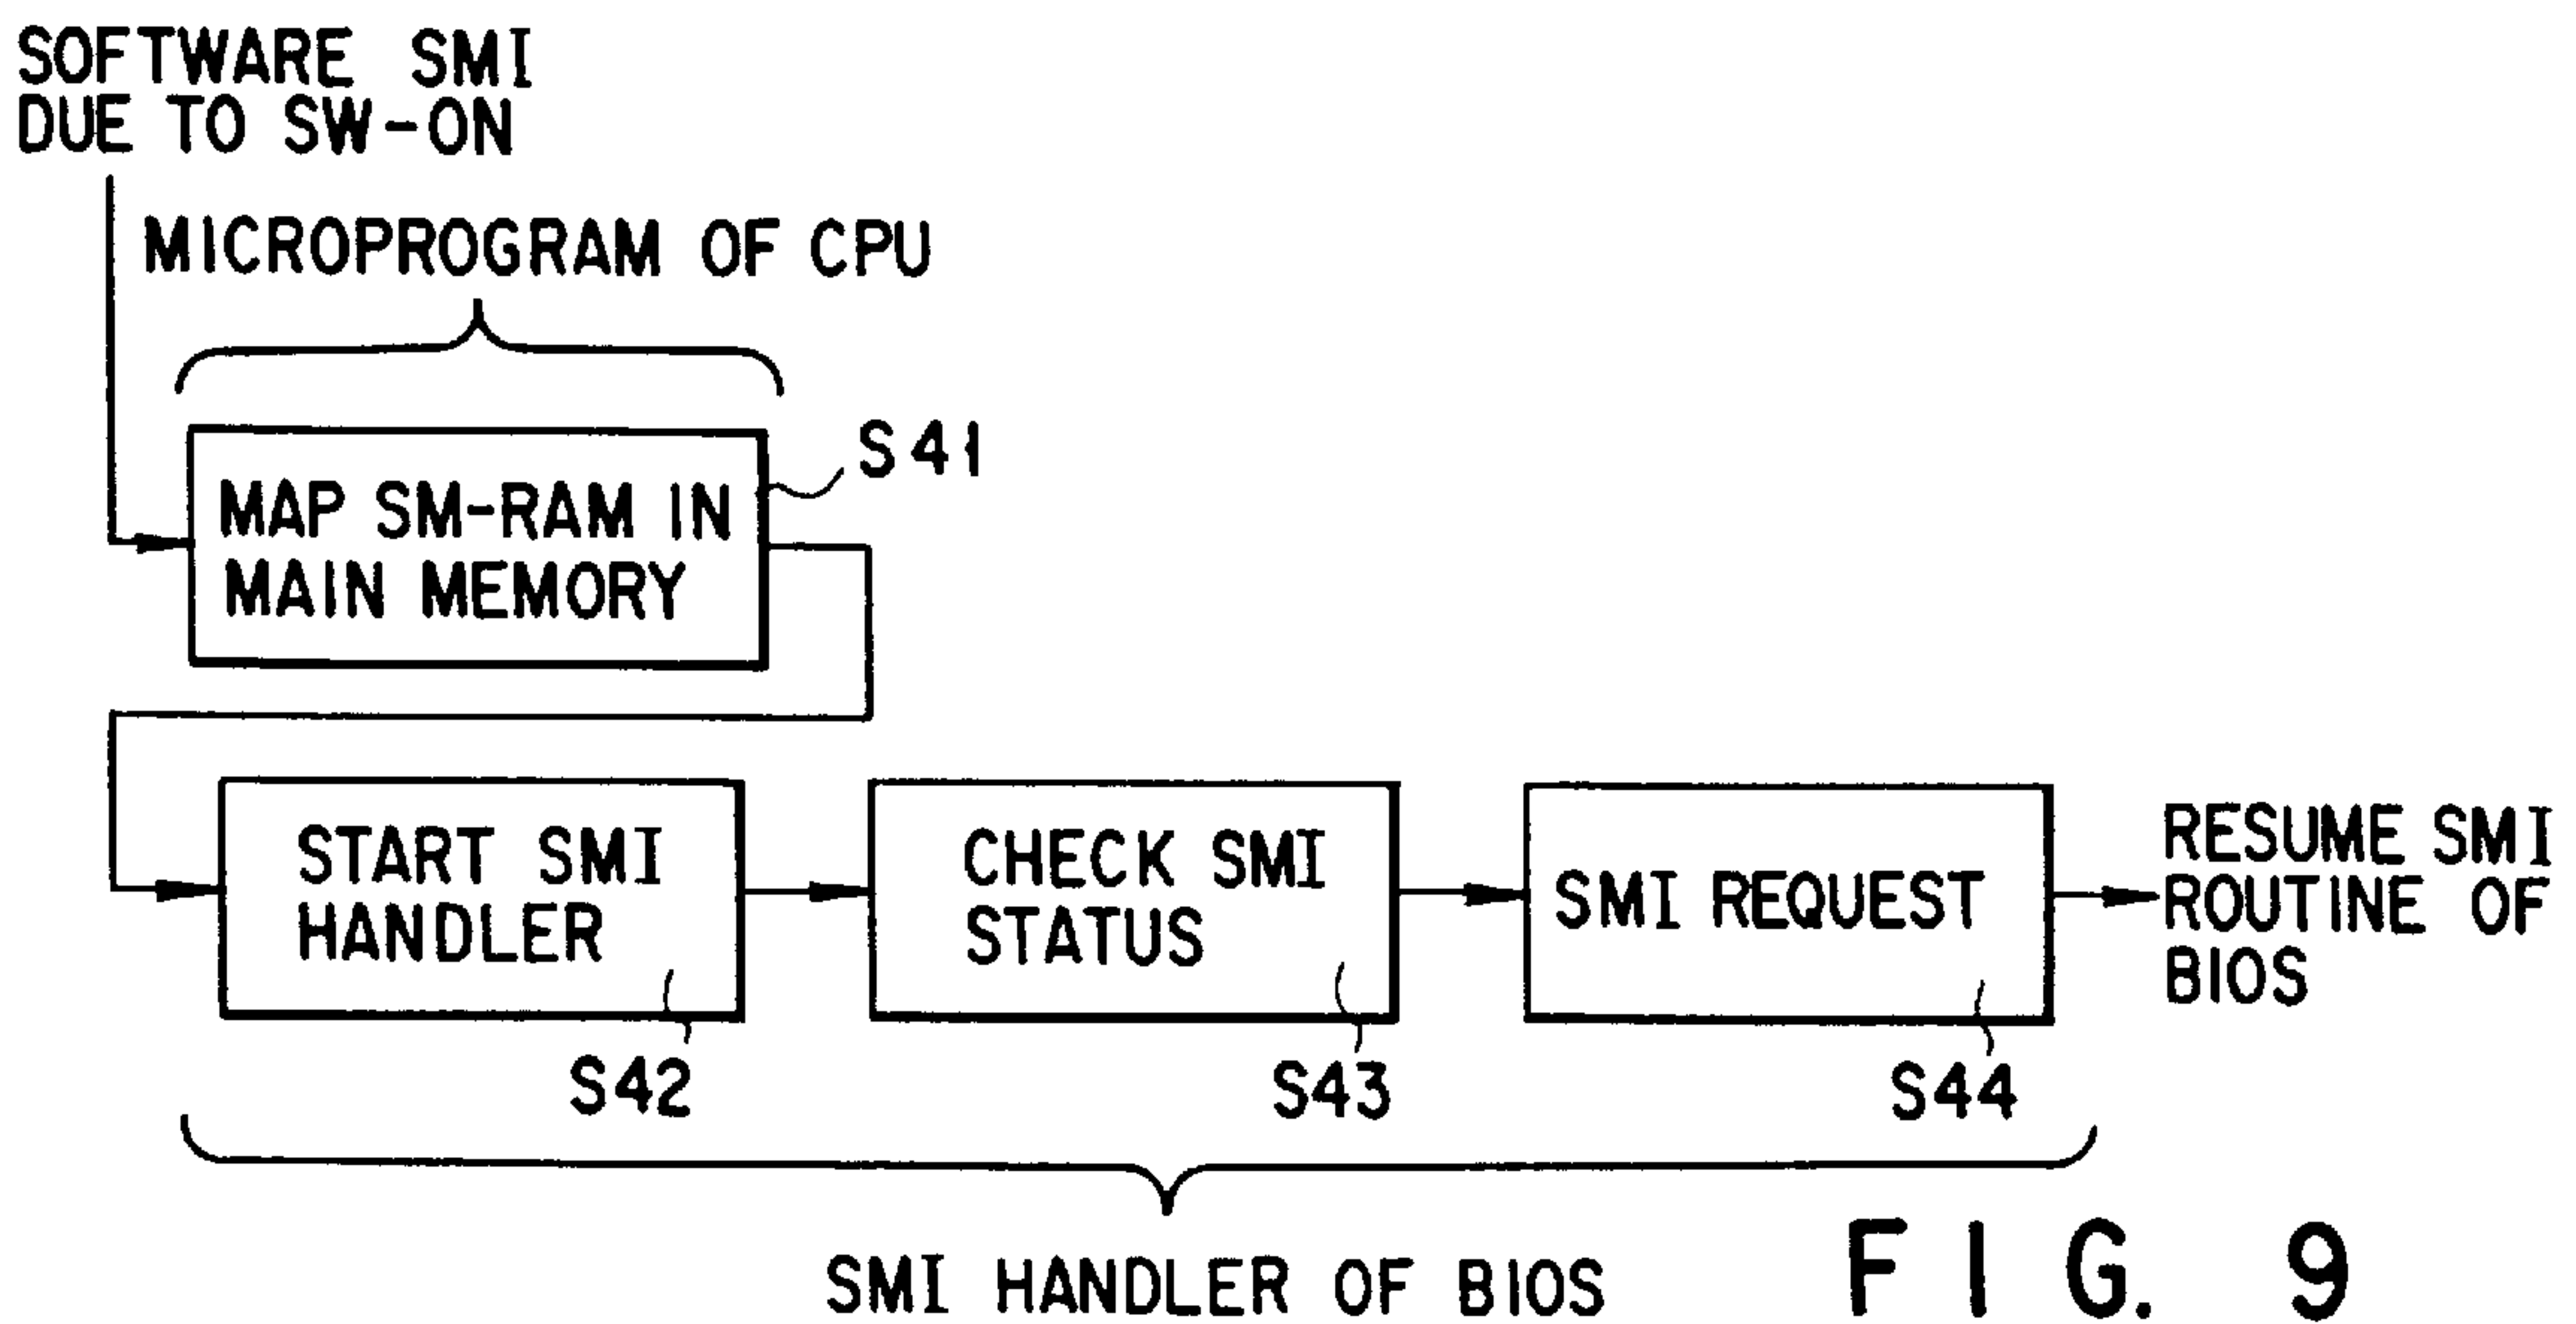 SOFTWARE SMI
DUE TO SW-ON
MICROPROGRAM OF CPU
S41
MAP SM-RAM IN
MAIN MEMORY
START SMI
HANDLER
S42
CHECK SMI
STATUS
S43
SMI REQUEST
S44
RESUME SMI
ROUTINE OF
BIOS
SMI HANDLER OF BIOS
FIG. 9